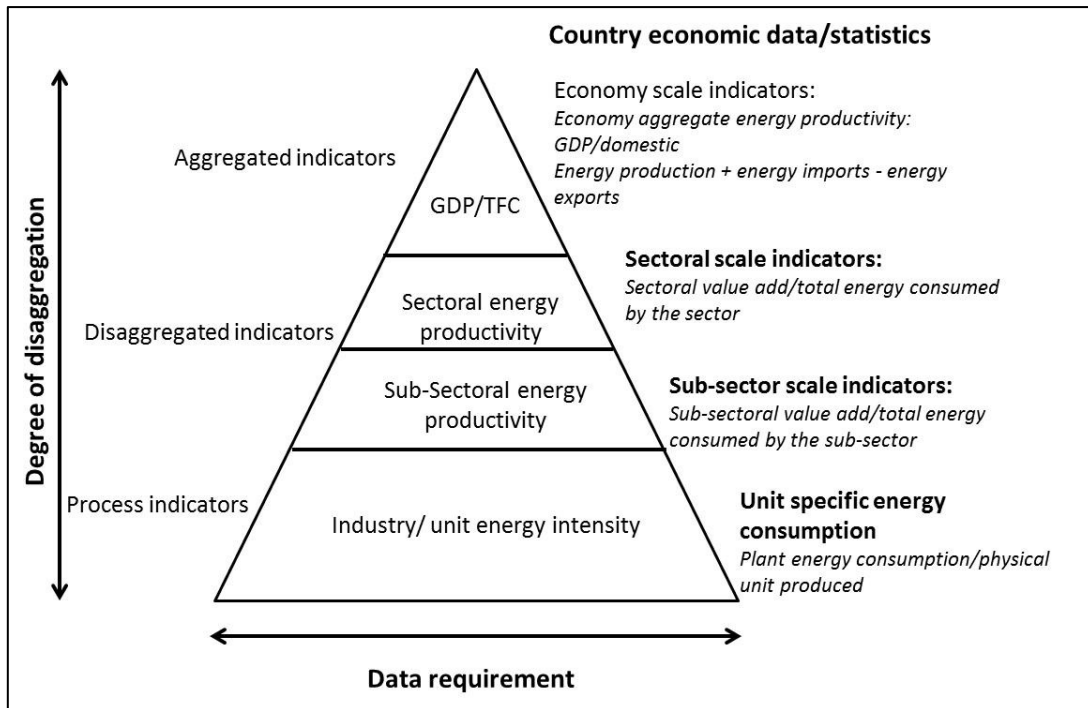 Country economic data/statistics
Economy scale indicators:
Economy aggregate energy productivity:
GDP/domestic
Energy production + energy imports - energy
exports
Aggregated indicators
GDP/TFC
Degree of disaggregation
Sectoral scale indicators:
Sectoral value add/total energy consumed
by the sector
Disaggregated indicators
Sectoral energy
productivity
Sub-Sectoral energy
productivity
Sub-sector scale indicators:
Sub-sectoral value add/total energy
consumed by the sub-sector
Process indicators
Industry/ unit energy intensity
Unit specific energy
consumption
Plant energy consumption/physical
unit produced
Data requirement